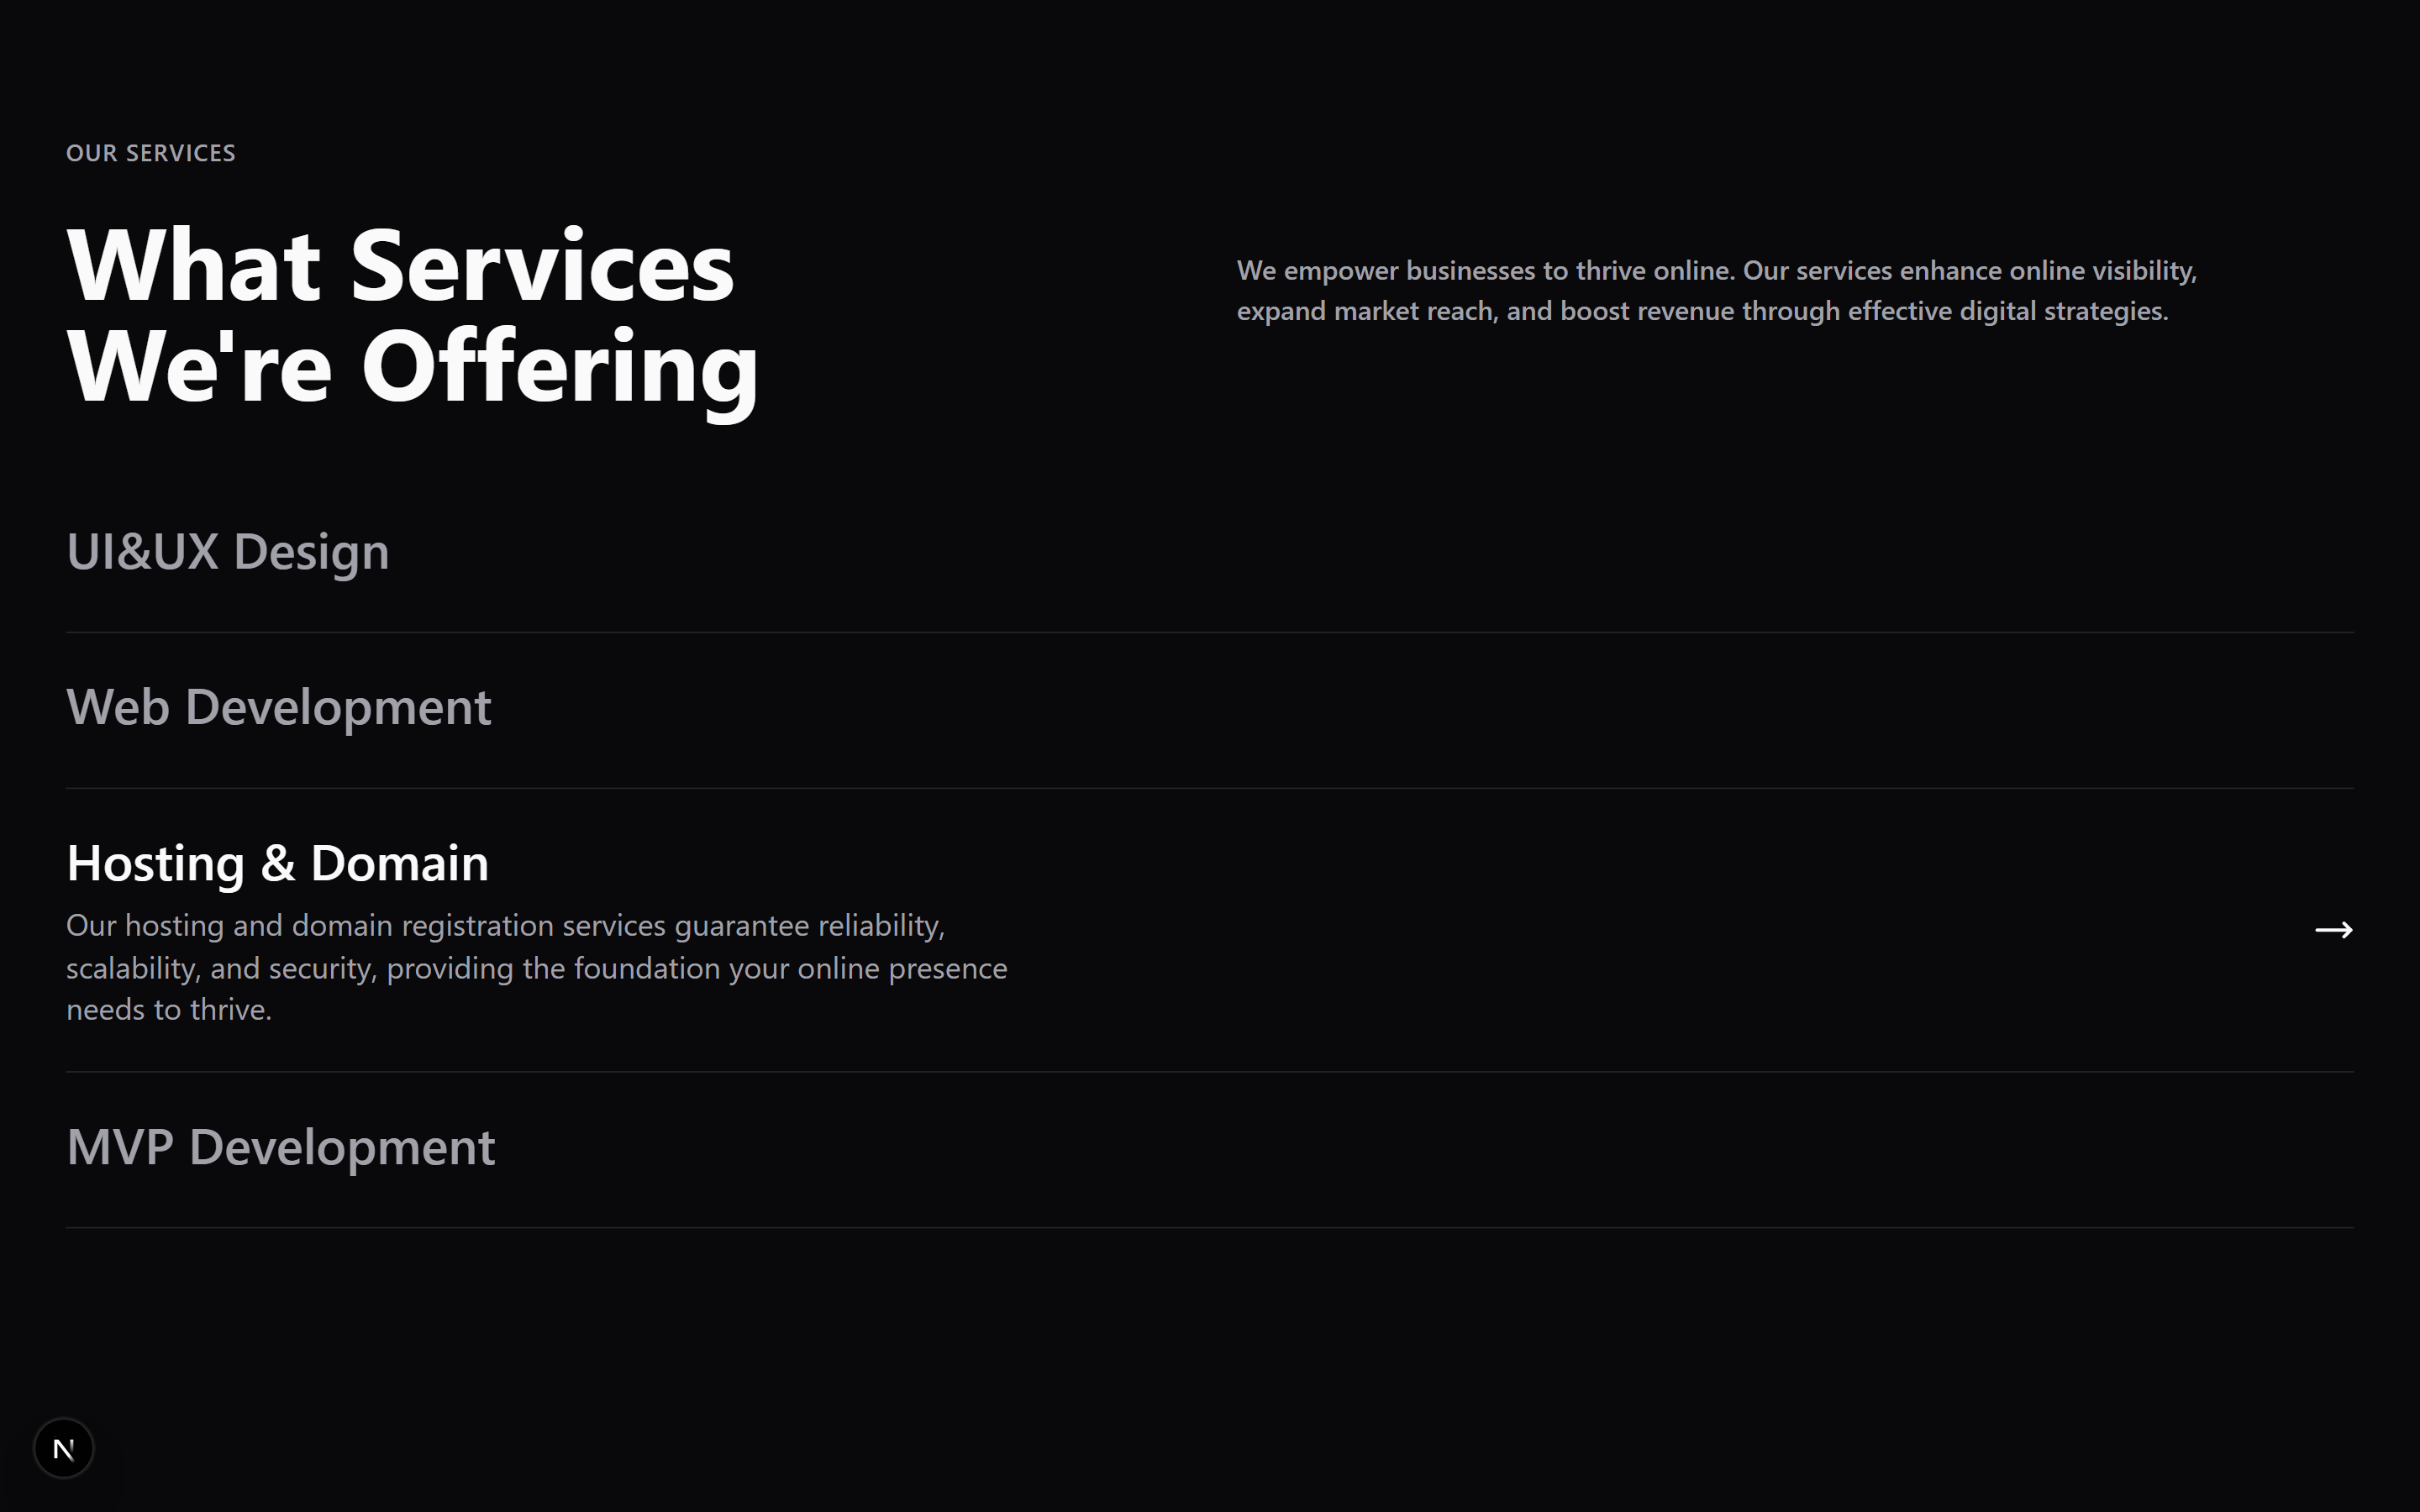 OUR SERVICES
What Services
We're Offering
We empower businesses to thrive online. Our services enhance online visibility,
expand market reach, and boost revenue through effective digital strategies.
UI&UX Design
Web Development
Hosting & Domain
Our hosting and domain registration services guarantee reliability,
scalability, and security, providing the foundation your online presence
needs to thrive.
MVP Development
N